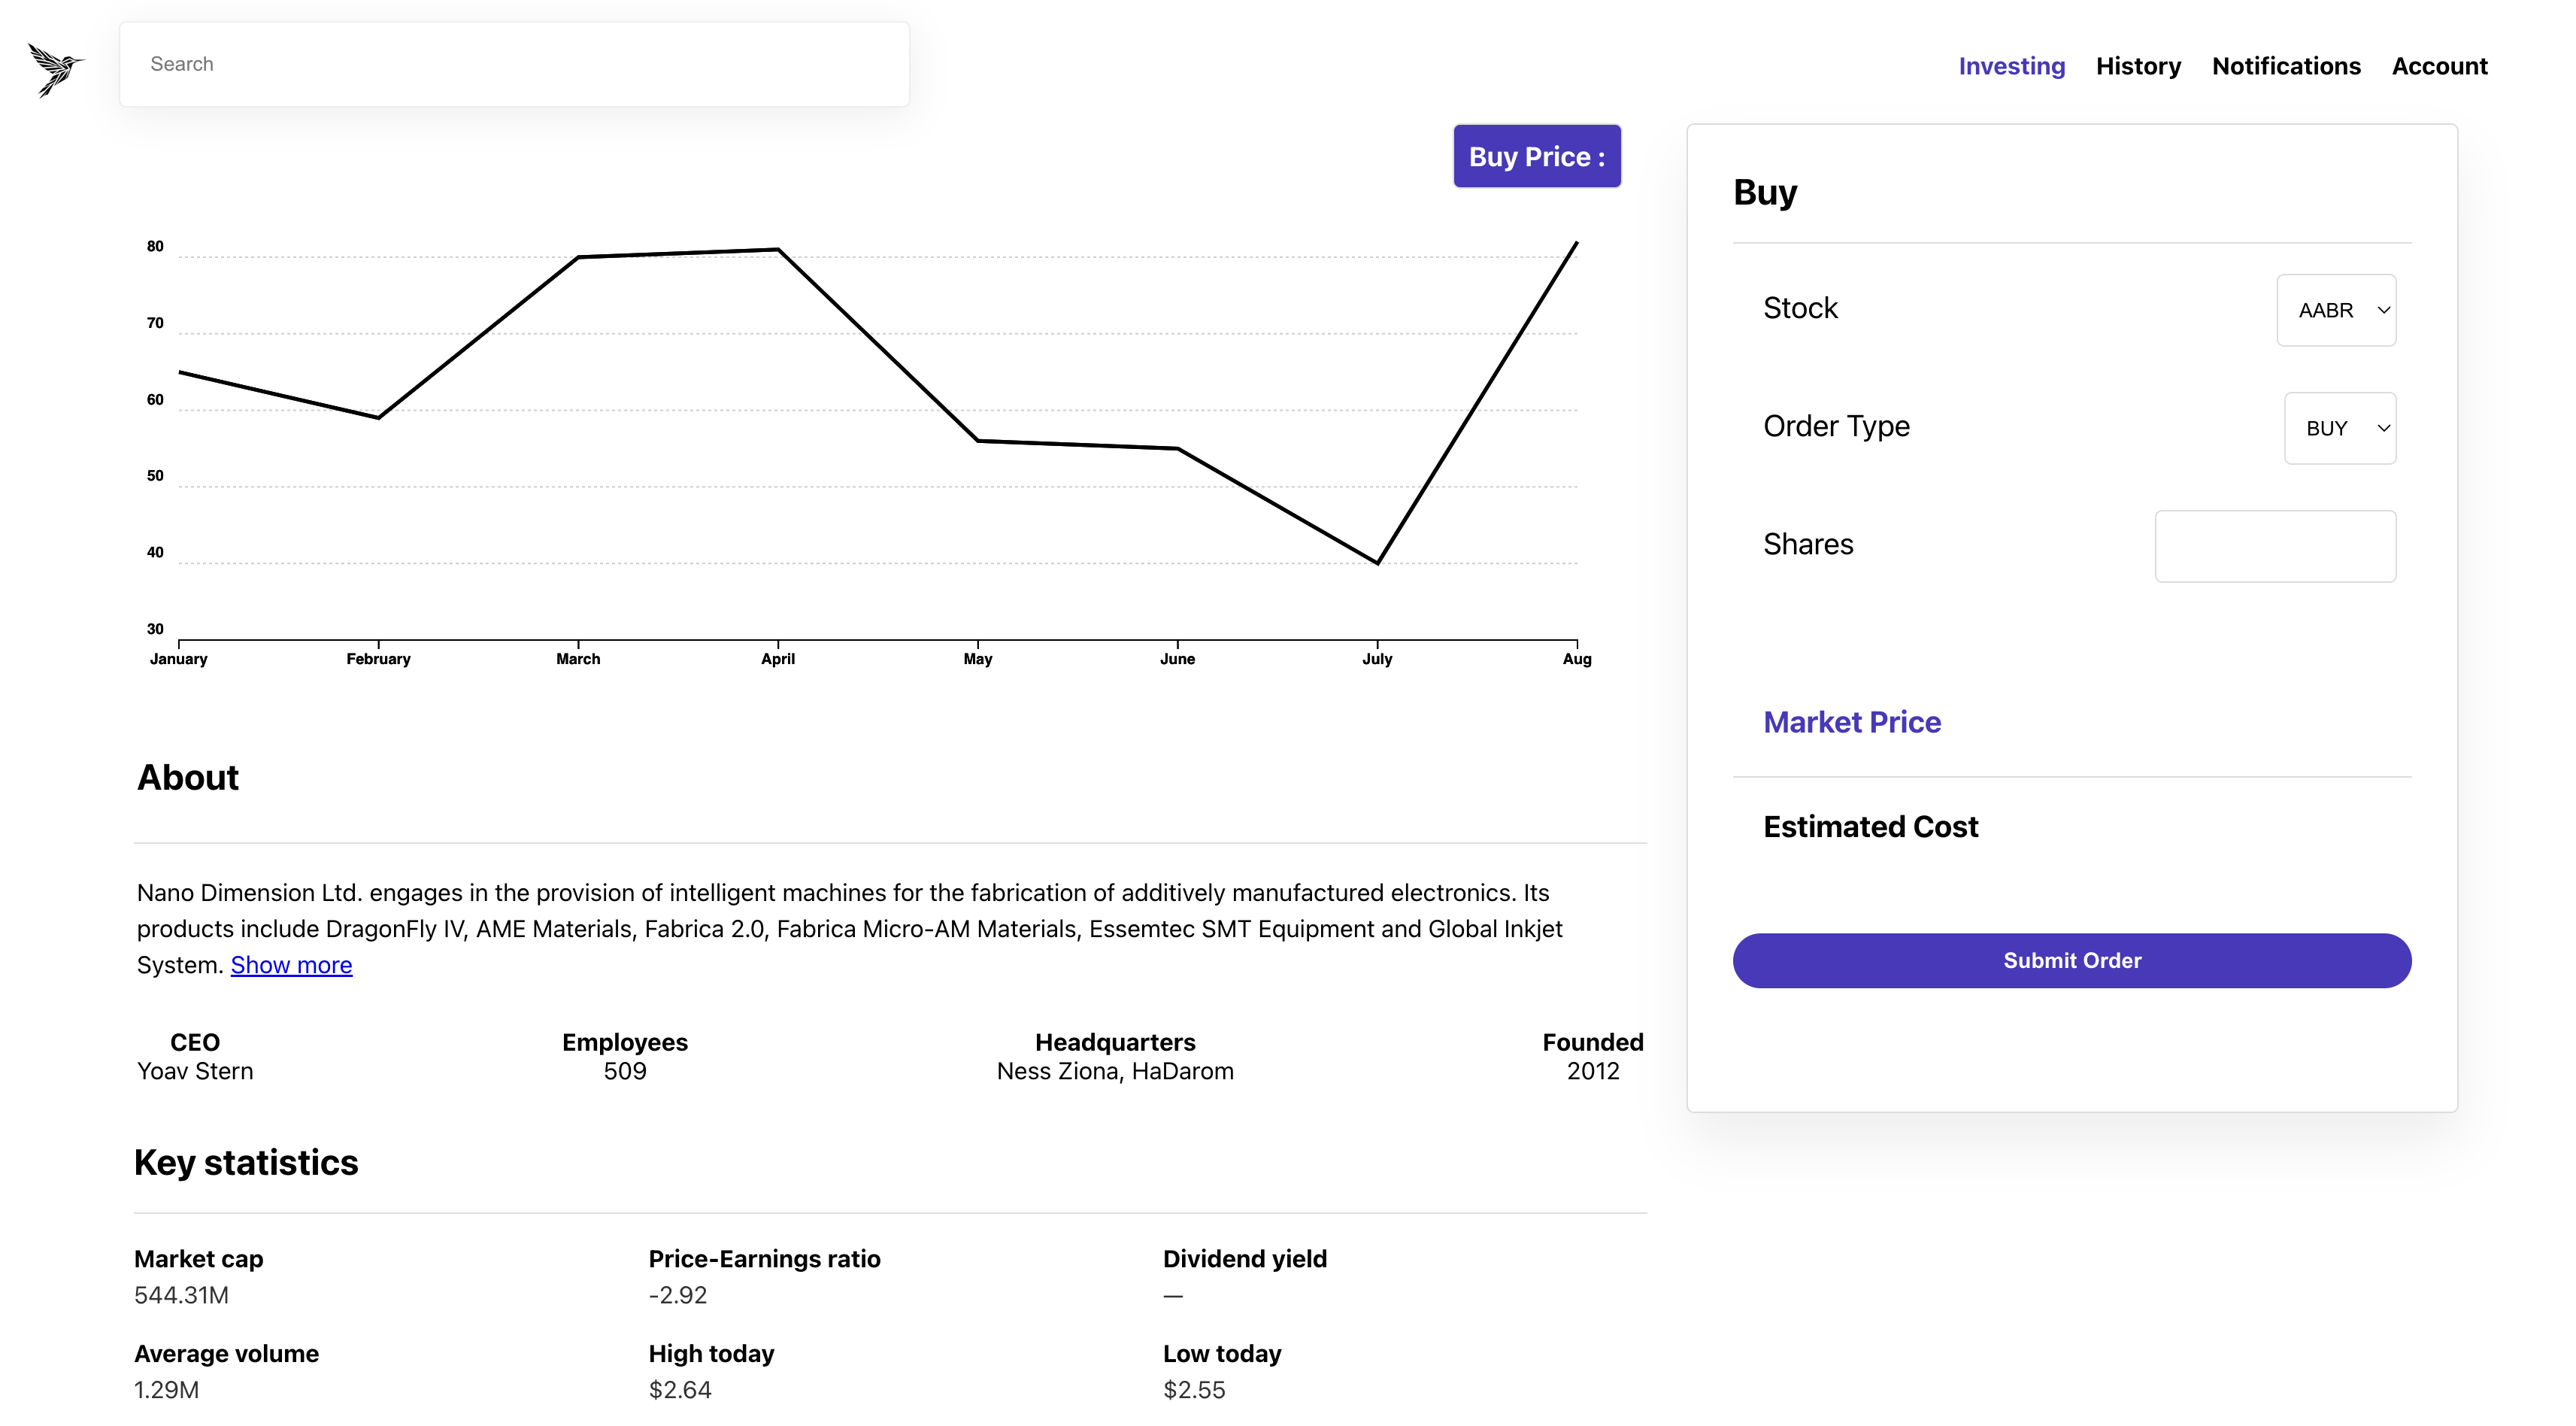 Search
Investing History Notifications Account
Buy Price :
80
70
60
50
40
30
January February March April May June July Aug
About
Nano Dimension Ltd. engages in the provision of intelligent machines for the fabrication of additively manufactured electronics. Its
products include DragonFly IV, AME Materials, Fabrica 2.0, Fabrica Micro-AM Materials, Essemtec SMT Equipment and Global Inkjet
System. Show more
CEO Employees Headquarters Founded
Yoav Stern 509 Ness Ziona, HaDarom 2012
Key statistics
Market cap Price-Earnings ratio Dividend yield
544.31M -2.92 —
Average volume High today Low today
1.29M $2.64 $2.55
Buy
Stock AABR
Order Type BUY
Shares
Market Price
Estimated Cost
Submit Order